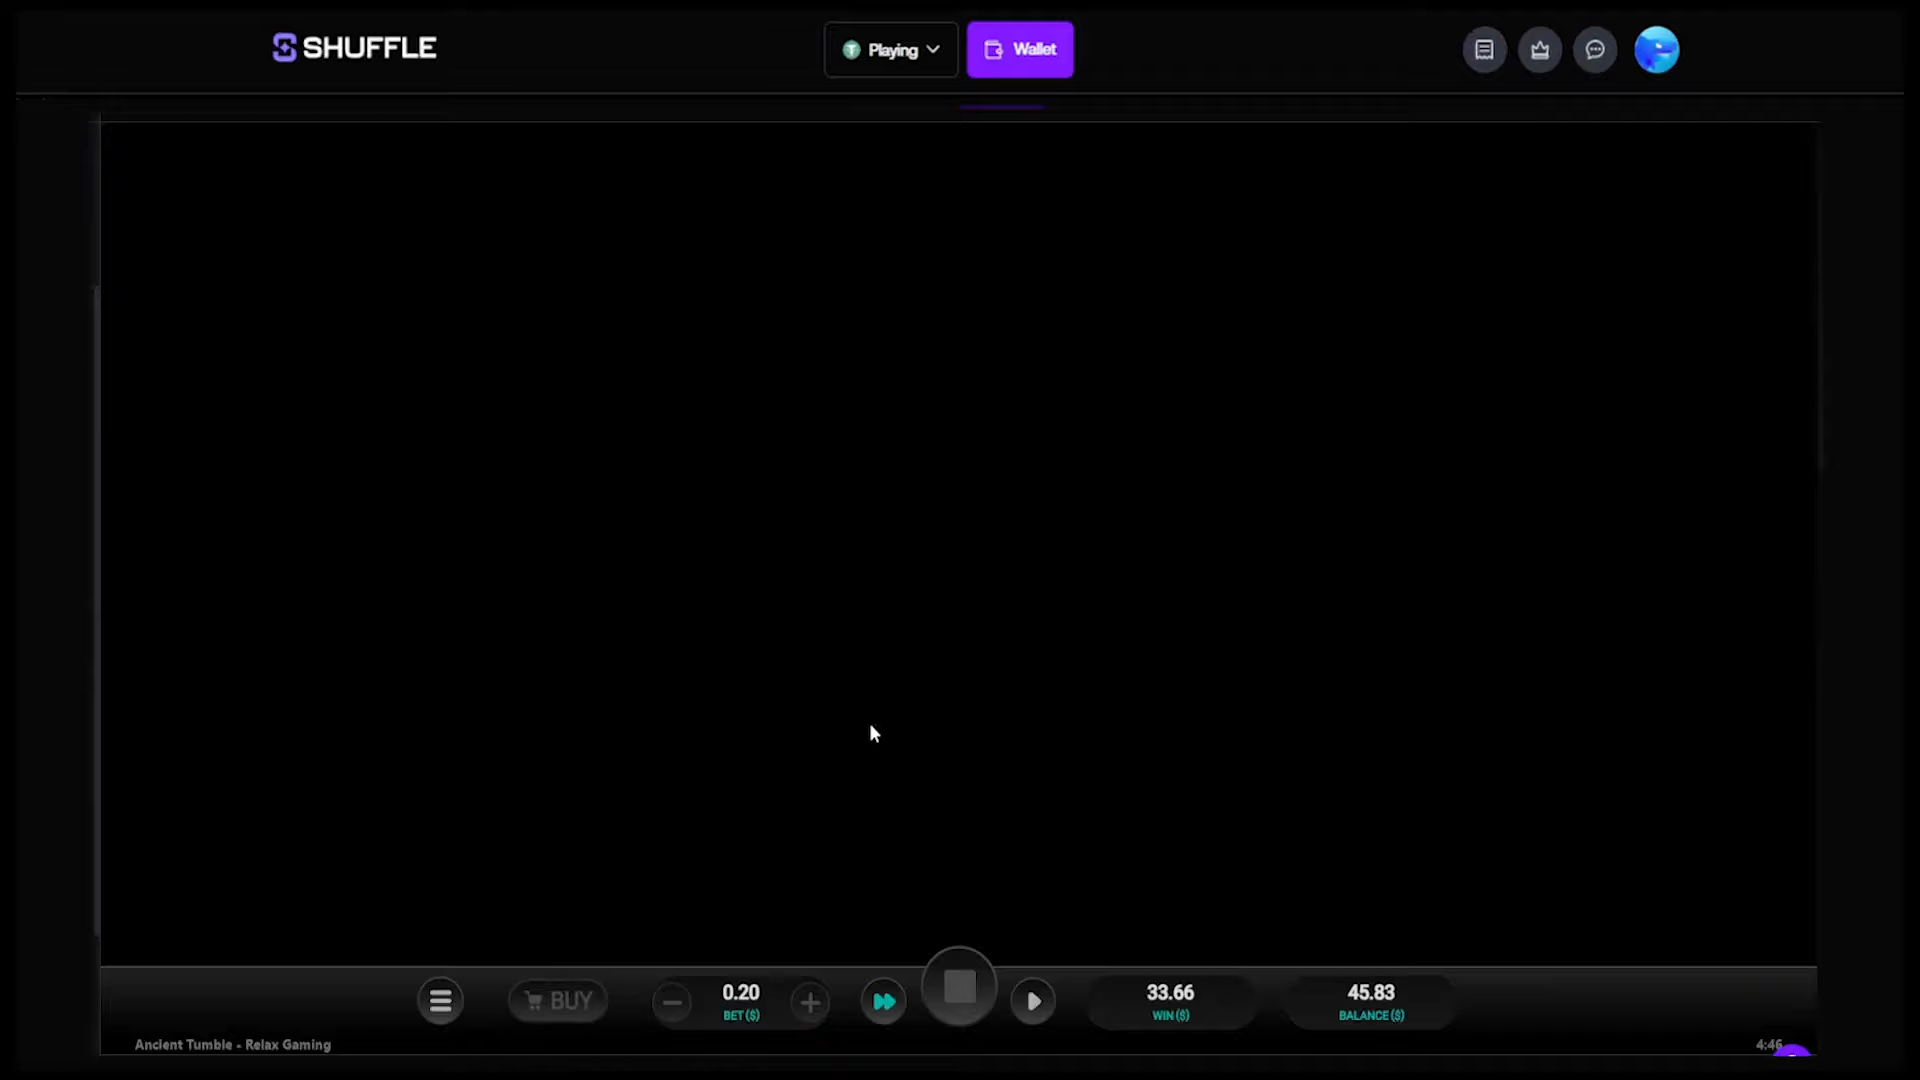 SHUFFLE
Playing
Wallet
BUY
0.20
BET ($)
33.66
WIN ($)
45.83
BALANCE ($)
Ancient Tumble - Relax Gaming
4:46